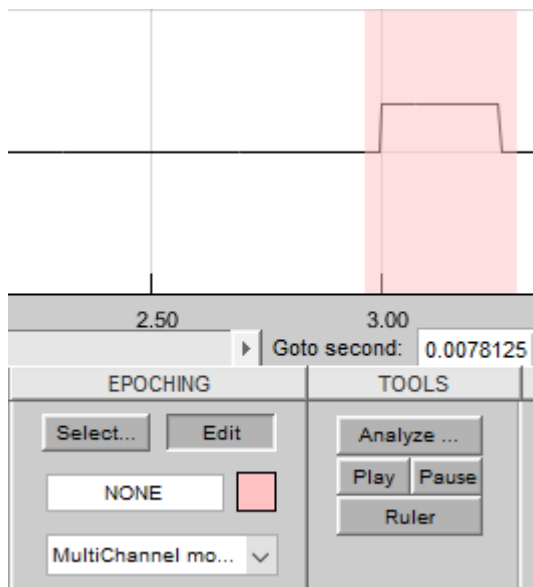 2.50 3.00
Goto second: 0.0078125
EPOCHING TOOLS
Select... Edit Analyze ...
Play Pause
NONE
Ruler
MultiChannel mo...